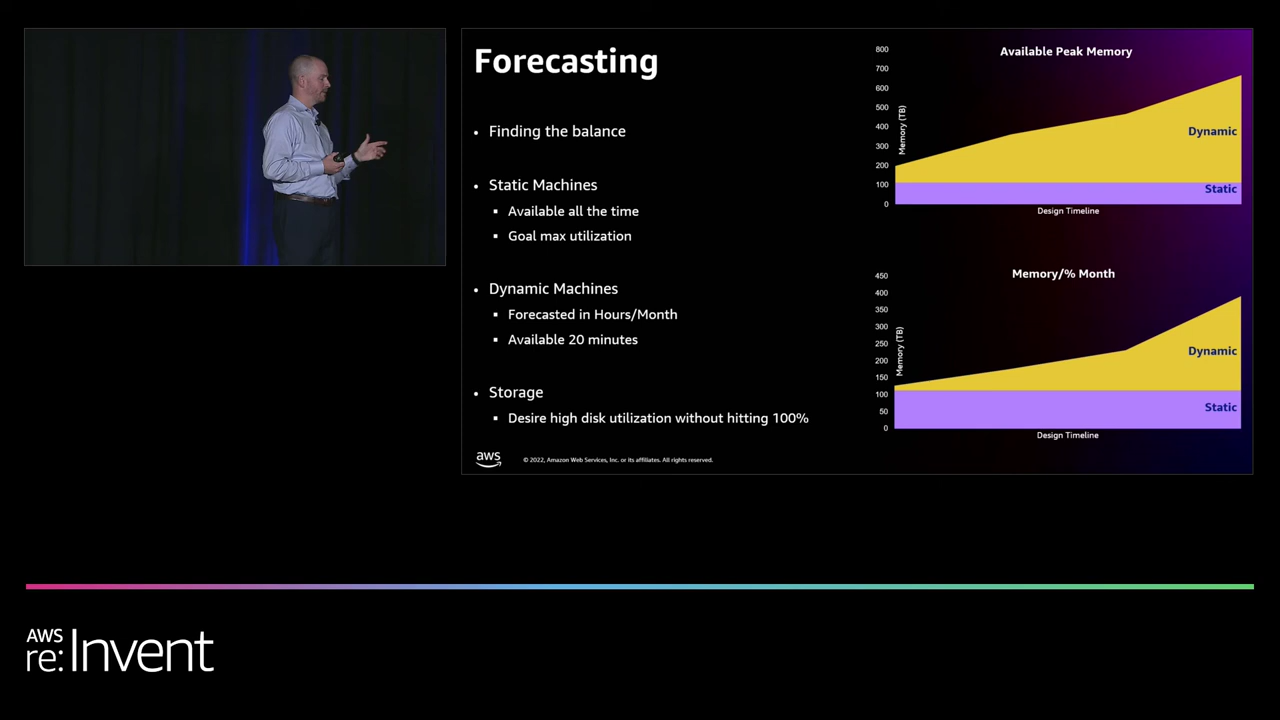 Forecasting
• Finding the balance
• Static Machines
▪ Available all the time
▪ Goal max utilization
• Dynamic Machines
▪ Forecasted in Hours/Month
▪ Available 20 minutes
• Storage
▪ Desire high disk utilization without hitting 100%
aws
© 2022, Amazon Web Services, Inc. or its affiliates. All rights reserved.
Available Peak Memory
800
700
600
500
400
300
200
100
0
Memory (TB)
Dynamic
Static
Design Timeline
Memory/% Month
450
400
350
300
250
200
150
100
50
0
Memory (TB)
Dynamic
Static
Design Timeline
AWS
re:Invent